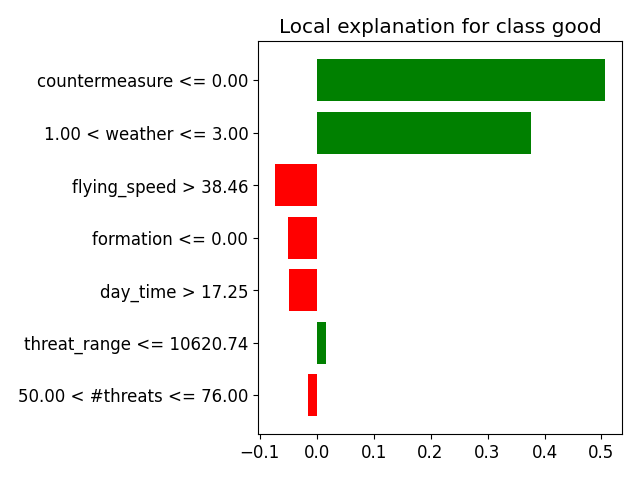 Local explanation for class good
countermeasure <= 0.00
1.00 < weather <= 3.00
flying_speed > 38.46
formation <= 0.00
day_time > 17.25
threat_range <= 10620.74
50.00 < #threats <= 76.00
−0.1 0.0 0.1 0.2 0.3 0.4 0.5